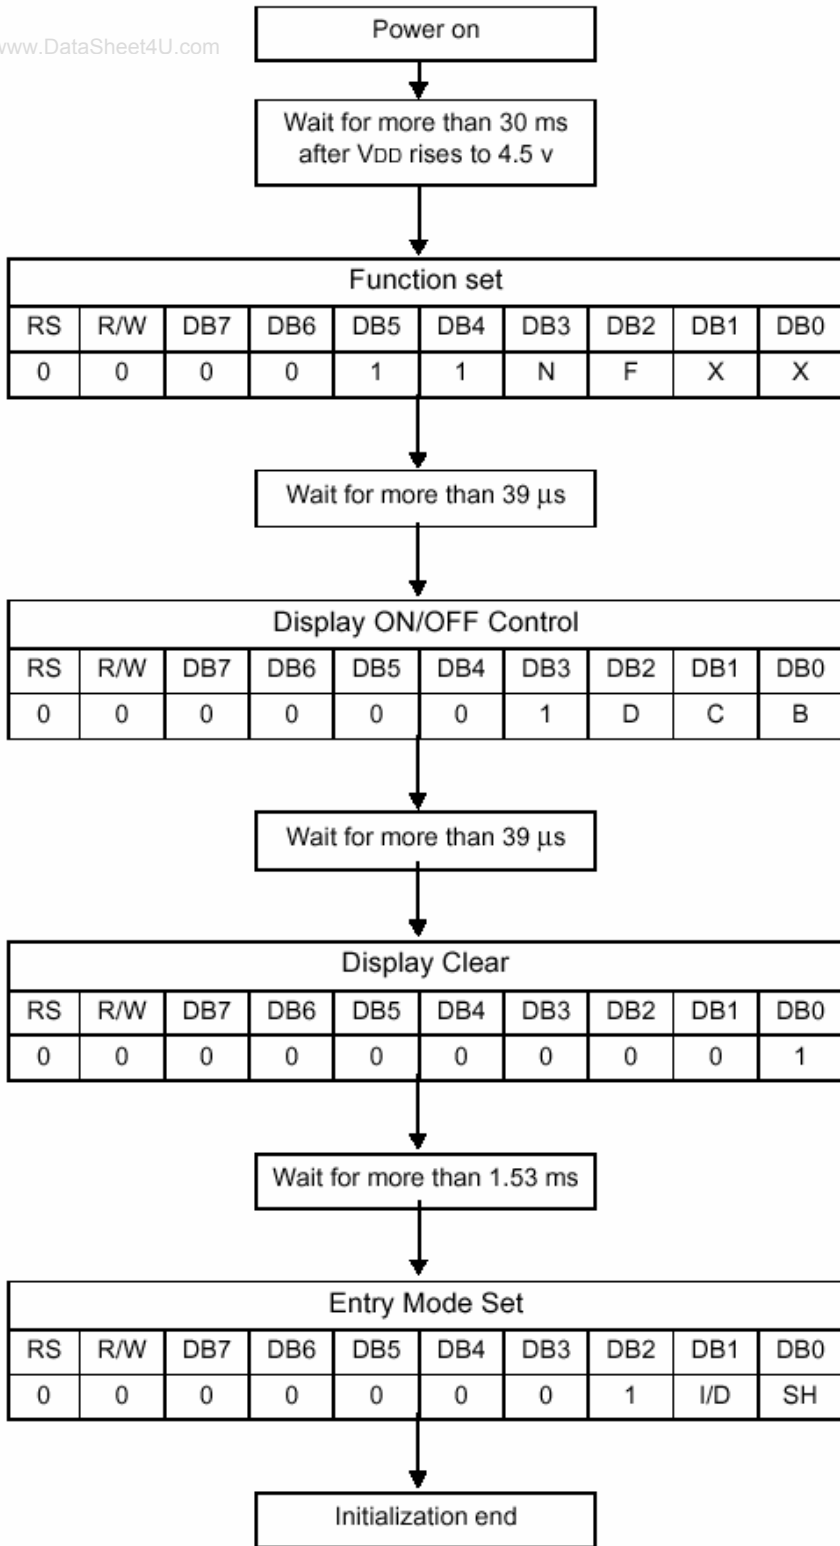 Power on
www.DataSheet4U.com
Wait for more than 30 ms
after VDD rises to 4.5 v
Function set
RS R/W DB7 DB6 DB5 DB4 DB3 DB2 DB1 DB0
0 0 0 0 1 1 N F X X
Wait for more than 39 μs
Display ON/OFF Control
RS R/W DB7 DB6 DB5 DB4 DB3 DB2 DB1 DB0
0 0 0 0 0 0 1 D C B
Wait for more than 39 μs
Display Clear
RS R/W DB7 DB6 DB5 DB4 DB3 DB2 DB1 DB0
0 0 0 0 0 0 0 0 0 1
Wait for more than 1.53 ms
Entry Mode Set
RS R/W DB7 DB6 DB5 DB4 DB3 DB2 DB1 DB0
0 0 0 0 0 0 0 1 I/D SH
Initialization end